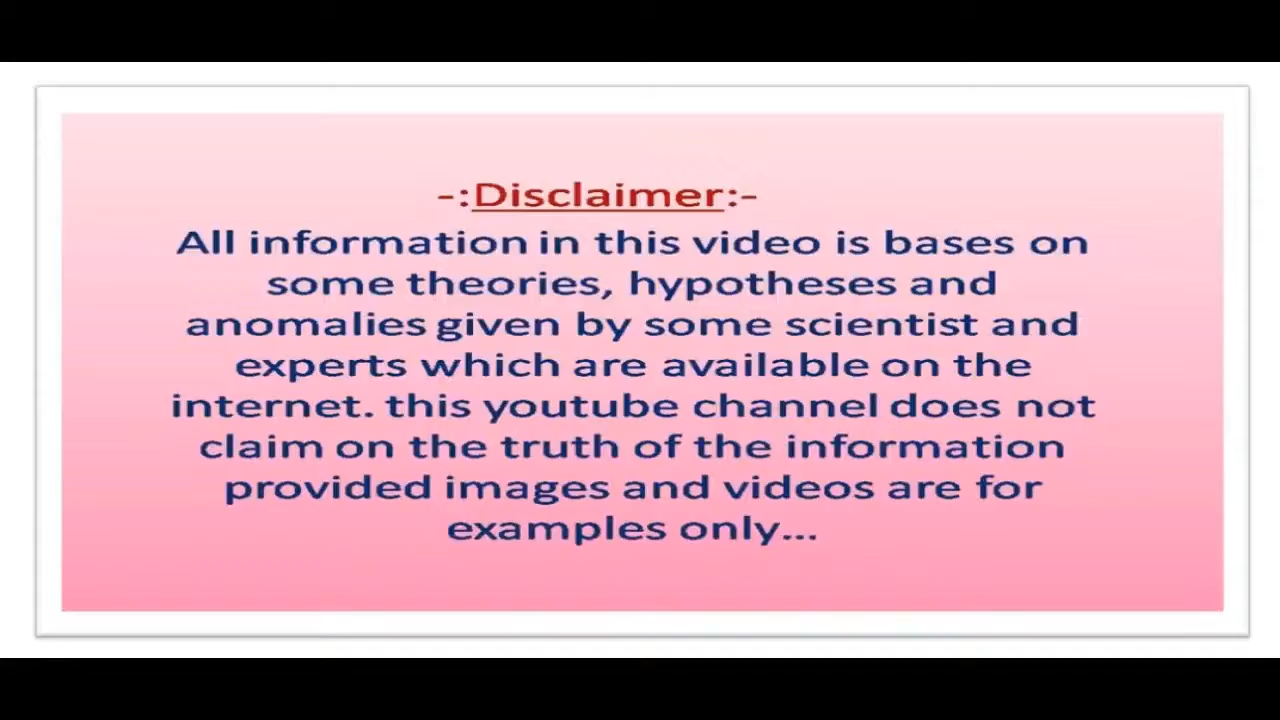 -:Disclaimer:-
All information in this video is bases on
some theories, hypotheses and
anomalies given by some scientist and
experts which are available on the
internet. this youtube channel does not
claim on the truth of the information
provided images and videos are for
examples only...